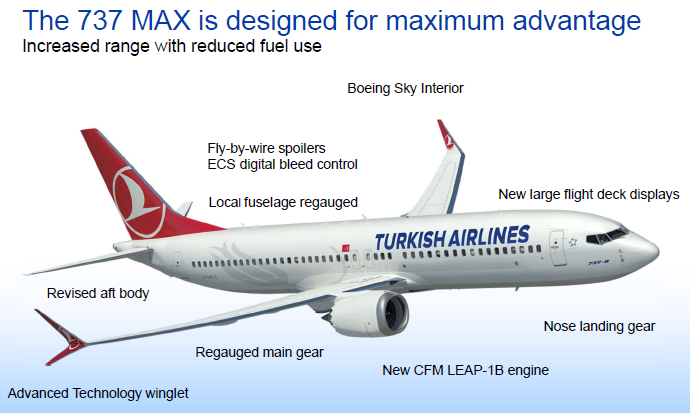 The 737 MAX is designed for maximum advantage
Increased range with reduced fuel use
Boeing Sky Interior
Fly-by-wire spoilers
ECS digital bleed control
Local fuselage regauged
New large flight deck displays
TURKISH AIRLINES
737-8
Revised aft body
Nose landing gear
Regauged main gear
New CFM LEAP-1B engine
Advanced Technology winglet